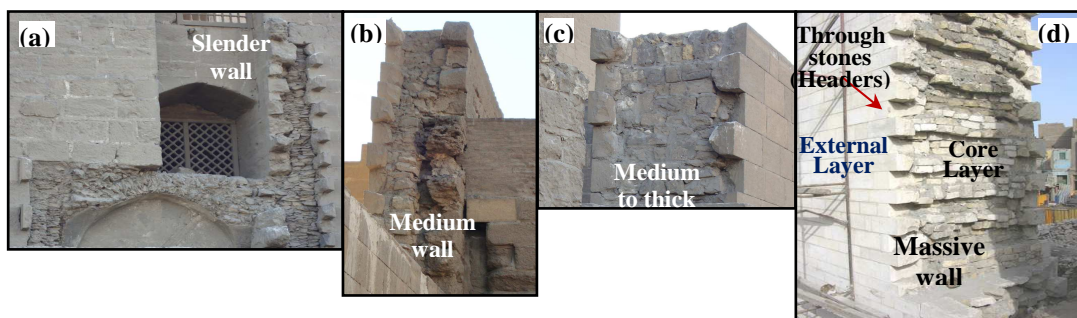 (a)
Slender
wall
(b)
Medium
wall
(c)
Medium
to thick
(d)
Through
stones
(Headers)
External
Layer
Core
Layer
Massive
wall